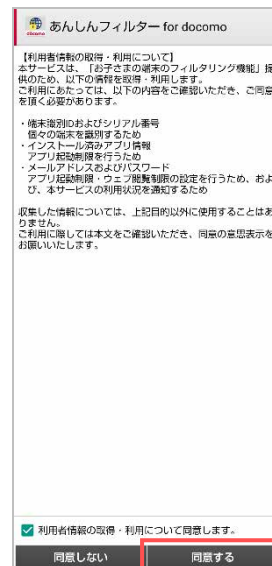 docomo
あんしんフィルター for docomo
【利用者情報の取得・利用について】
本サービスは、「お子さまの端末のフィルタリング機能」提
供のため、以下の情報を取得・利用します。
ご利用にあたっては、以下の内容をご確認いただき、ご同意
を頂く必要があります。
・端末識別IDおよびシリアル番号
個々の端末を識別するため
・インストール済みアプリ情報
アプリ起動制限を行うため
・メールアドレスおよびパスワード
アプリ起動制限・ウェブ閲覧制限の設定を行うため、およ
び、本サービスの利用状況を通知するため
収集した情報については、上記目的以外に使用することはあ
りません。
ご利用に際しては本文をご確認いただき、同意の意思表示を
お願いいたします。
利用者情報の取得・利用について同意します。
同意しない
同意する